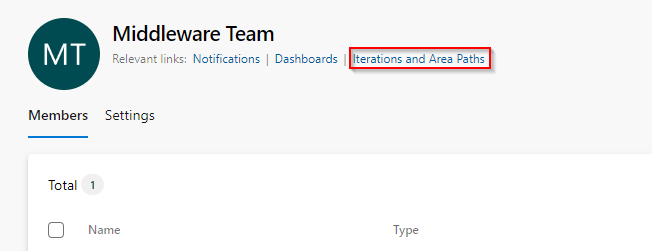 MT
Middleware Team
Relevant links: Notifications | Dashboards | Iterations and Area Paths
Members Settings
Total 1
Name Type